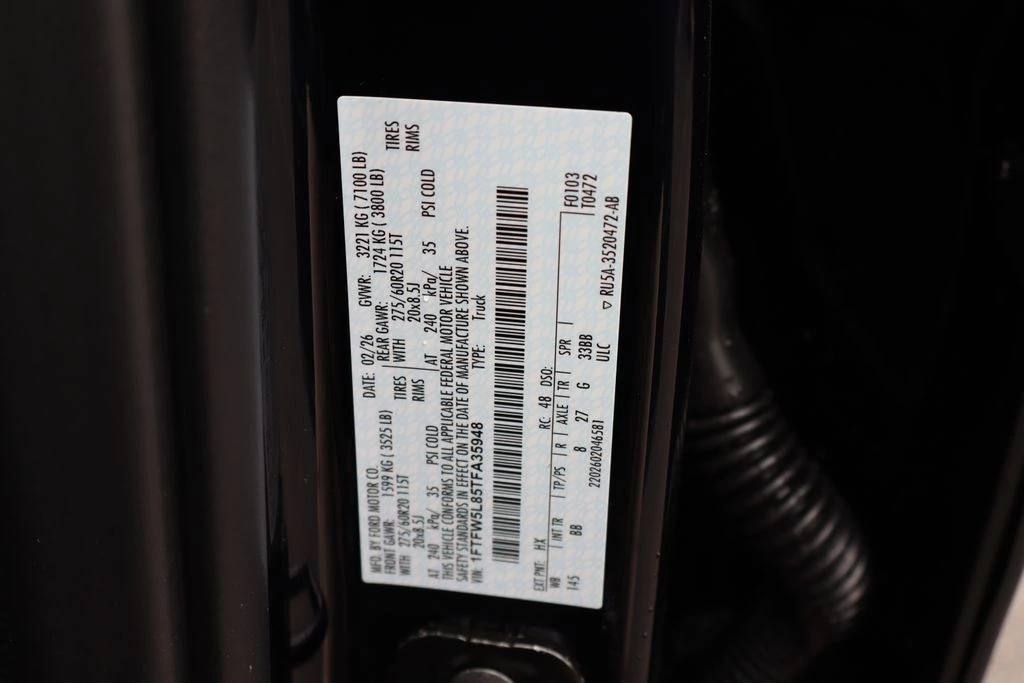 MFD. BY FORD MOTOR CO. DATE: 02/26 GVWR: 3221 KG ( 7100 LB)
FRONT GAWR: 1599 KG ( 3525 LB) REAR GAWR: 1724 KG ( 3800 LB)
WITH 275/60R20 115T TIRES WITH 275/60R20 115T TIRES
20x8.5J RIMS 20x8.5J RIMS
AT 240 kPa/ 35 PSI COLD AT 240 kPa/ 35 PSI COLD
THIS VEHICLE CONFORMS TO ALL APPLICABLE FEDERAL MOTOR VEHICLE
SAFETY STANDARDS IN EFFECT ON THE DATE OF MANUFACTURE SHOWN ABOVE.
VIN: 1FTFW5L85TFA35948 TYPE: Truck
EXT PNT: HX RC: 48 DSO: F0103
WB INT TR TP/PS R AXLE TR SPR T0472
145 BB 8 27 G 33BB
2202602046581 ULC ▽ RU5A-3520472-AB